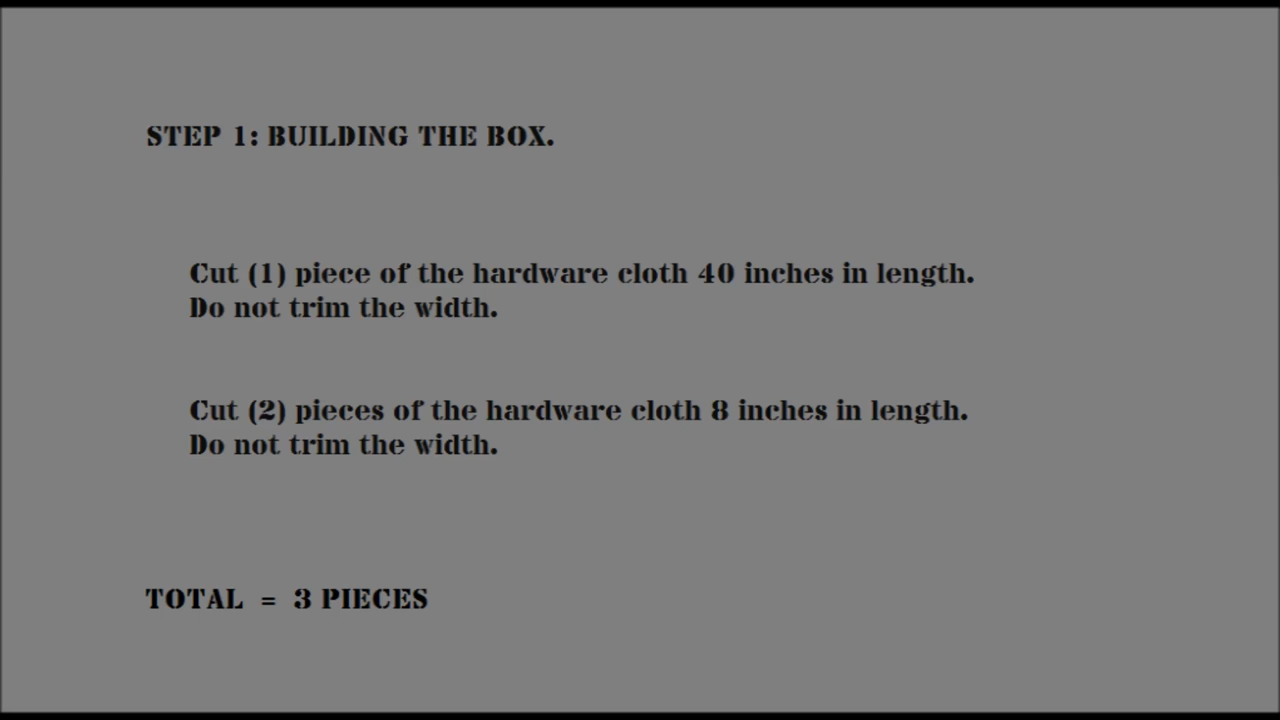 STEP 1: BUILDING THE BOX.
Cut (1) piece of the hardware cloth 40 inches in length.
Do not trim the width.
Cut (2) pieces of the hardware cloth 8 inches in length.
Do not trim the width.
TOTAL = 3 PIECES